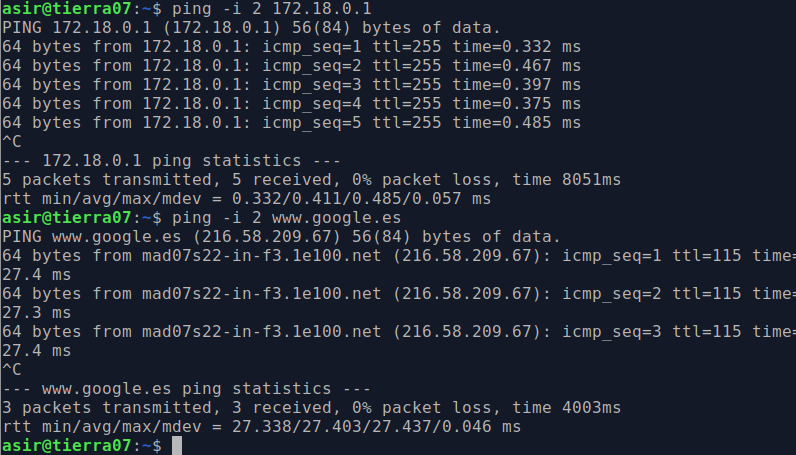 asir@tierra07:~$ ping -i 2 172.18.0.1
PING 172.18.0.1 (172.18.0.1) 56(84) bytes of data.
64 bytes from 172.18.0.1: icmp_seq=1 ttl=255 time=0.332 ms
64 bytes from 172.18.0.1: icmp_seq=2 ttl=255 time=0.467 ms
64 bytes from 172.18.0.1: icmp_seq=3 ttl=255 time=0.397 ms
64 bytes from 172.18.0.1: icmp_seq=4 ttl=255 time=0.375 ms
64 bytes from 172.18.0.1: icmp_seq=5 ttl=255 time=0.485 ms
^C
--- 172.18.0.1 ping statistics ---
5 packets transmitted, 5 received, 0% packet loss, time 8051ms
rtt min/avg/max/mdev = 0.332/0.411/0.485/0.057 ms
asir@tierra07:~$ ping -i 2 www.google.es
PING www.google.es (216.58.209.67) 56(84) bytes of data.
64 bytes from mad07s22-in-f3.1e100.net (216.58.209.67): icmp_seq=1 ttl=115 time=
27.4 ms
64 bytes from mad07s22-in-f3.1e100.net (216.58.209.67): icmp_seq=2 ttl=115 time=
27.3 ms
64 bytes from mad07s22-in-f3.1e100.net (216.58.209.67): icmp_seq=3 ttl=115 time=
27.4 ms
^C
--- www.google.es ping statistics ---
3 packets transmitted, 3 received, 0% packet loss, time 4003ms
rtt min/avg/max/mdev = 27.338/27.403/27.437/0.046 ms
asir@tierra07:~$